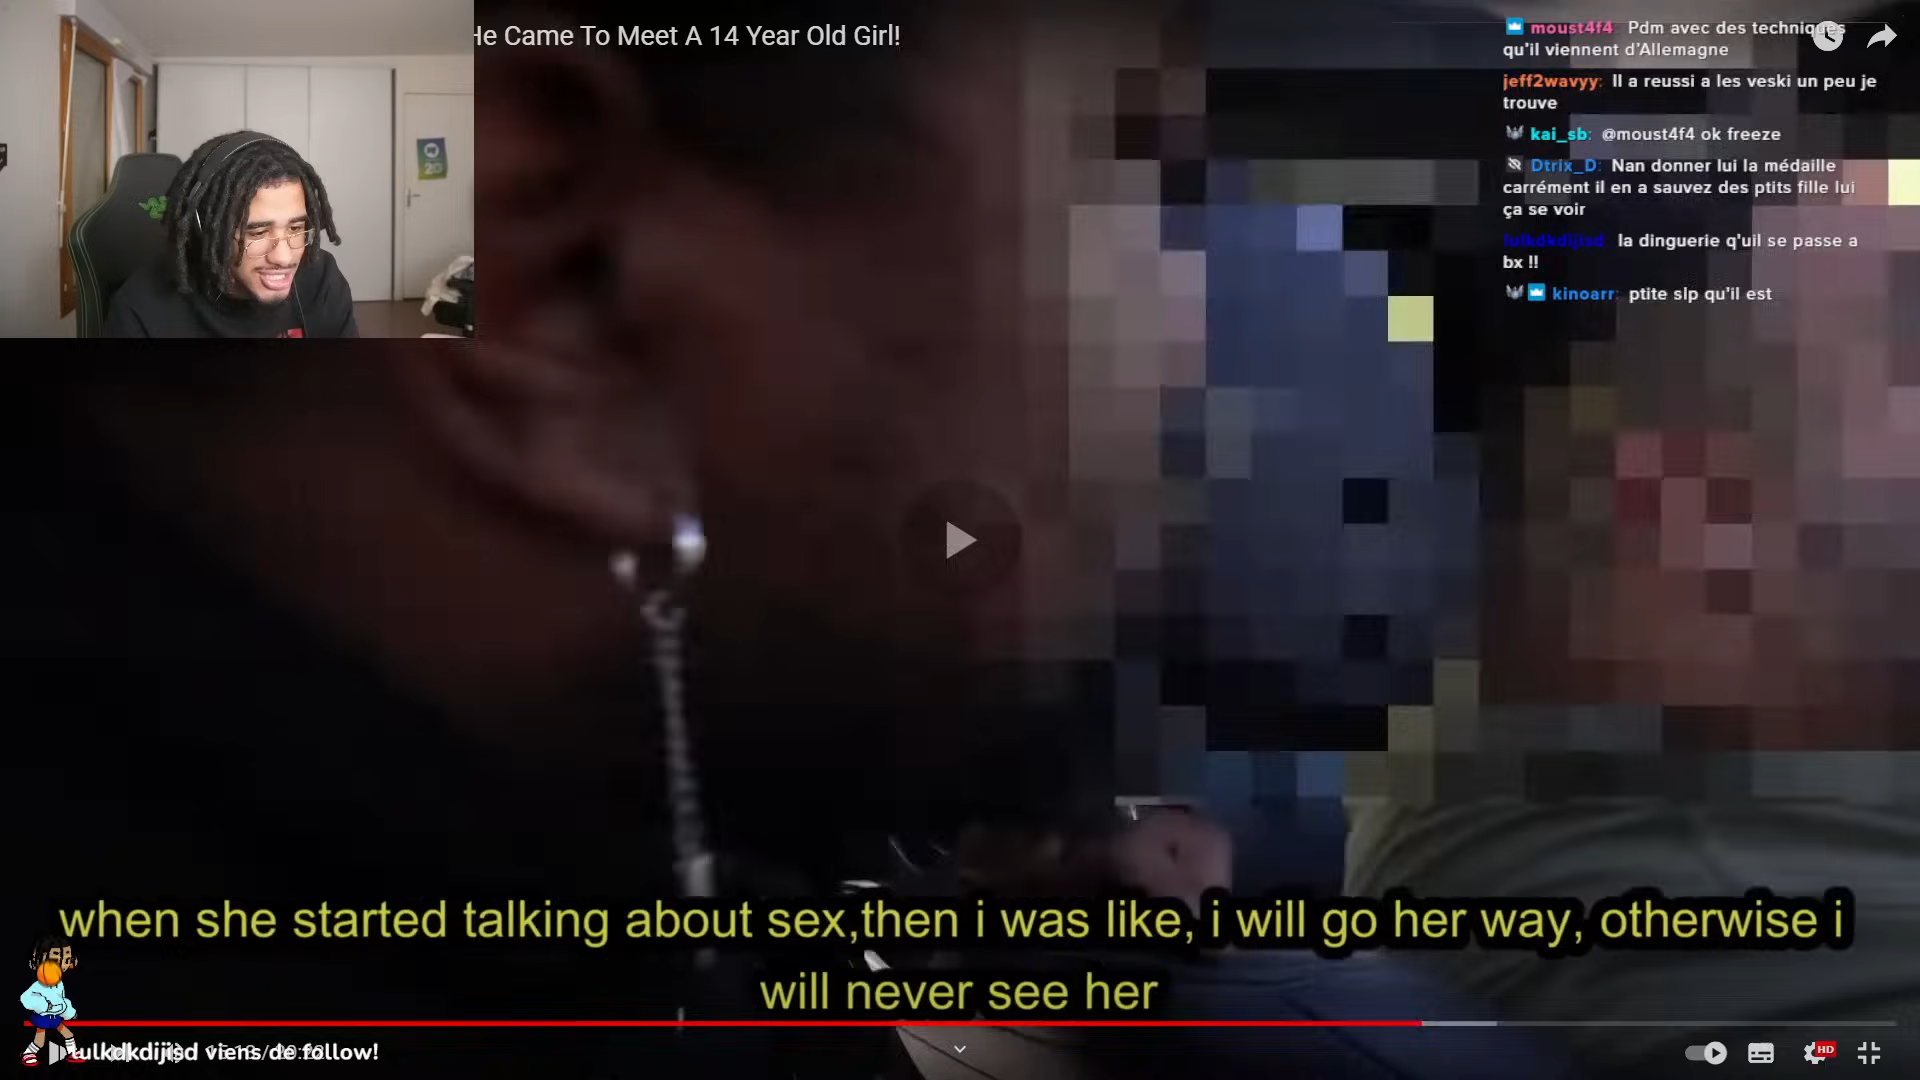 He Came To Meet A 14 Year Old Girl!
moust4f4: Pdm avec des techniques
qu'il viennent d'Allemagne
jeff2wavyy: Il a reussi a les veski un peu je
trouve
kai_sb: @moust4f4 ok freeze
Dtrix_D: Nan donner lui la médaille
carrément il en a sauvez des ptits fille lui
ça se voir
lulkdkdijisd: la dinguerie q'uil se passe a
bx !!
kinoarr: ptite slp qu'il est
20
when she started talking about sex,then i was like, i will go her way, otherwise i
will never see her
ulkdkdijisd viens de follow!
HD